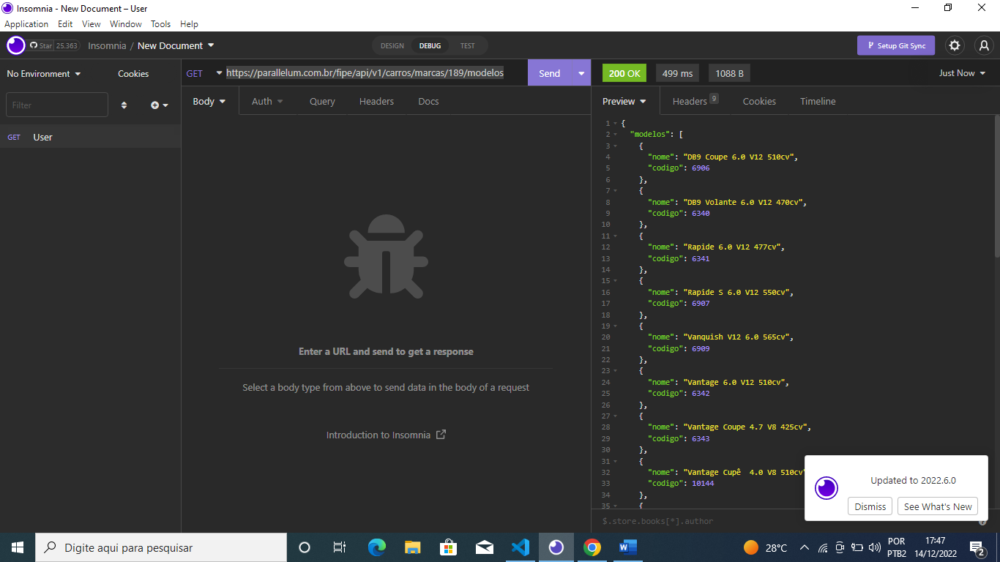 Insomnia - New Document – User
Application Edit View Window Tools Help
Star 25.363 Insomnia / New Document DESIGN DEBUG TEST Setup Git Sync
No Environment Cookies GET https://parallelum.com.br/fipe/api/v1/carros/marcas/189/modelos Send 200 OK 499 ms 1088 B Just Now
Filter
Body Auth Query Headers Docs
Preview Headers 9 Cookies Timeline
GET User
Enter a URL and send to get a response
Select a body type from above to send data in the body of a request
Introduction to Insomnia
1 {
2 "modelos": [
3 {
4 "nome": "DB9 Coupe 6.0 V12 510cv",
5 "codigo": 6906
6 },
7 {
8 "nome": "DB9 Volante 6.0 V12 470cv",
9 "codigo": 6340
10 },
11 {
12 "nome": "Rapide 6.0 V12 477cv",
13 "codigo": 6341
14 },
15 {
16 "nome": "Rapide S 6.0 V12 550cv",
17 "codigo": 6907
18 },
19 {
20 "nome": "Vanquish V12 6.0 565cv",
21 "codigo": 6909
22 },
23 {
24 "nome": "Vantage 6.0 V12 510cv",
25 "codigo": 6342
26 },
27 {
28 "nome": "Vantage Coupe 4.7 V8 425cv",
29 "codigo": 6343
30 },
31 {
32 "nome": "Vantage Cupê  4.0 V8 510cv"
33 "codigo": 10144
34 },
35 {
$.store.books[*].author
Updated to 2022.6.0
Dismiss See What's New
Digite aqui para pesquisar
28°C
POR
PTB2
17:47
14/12/2022
2